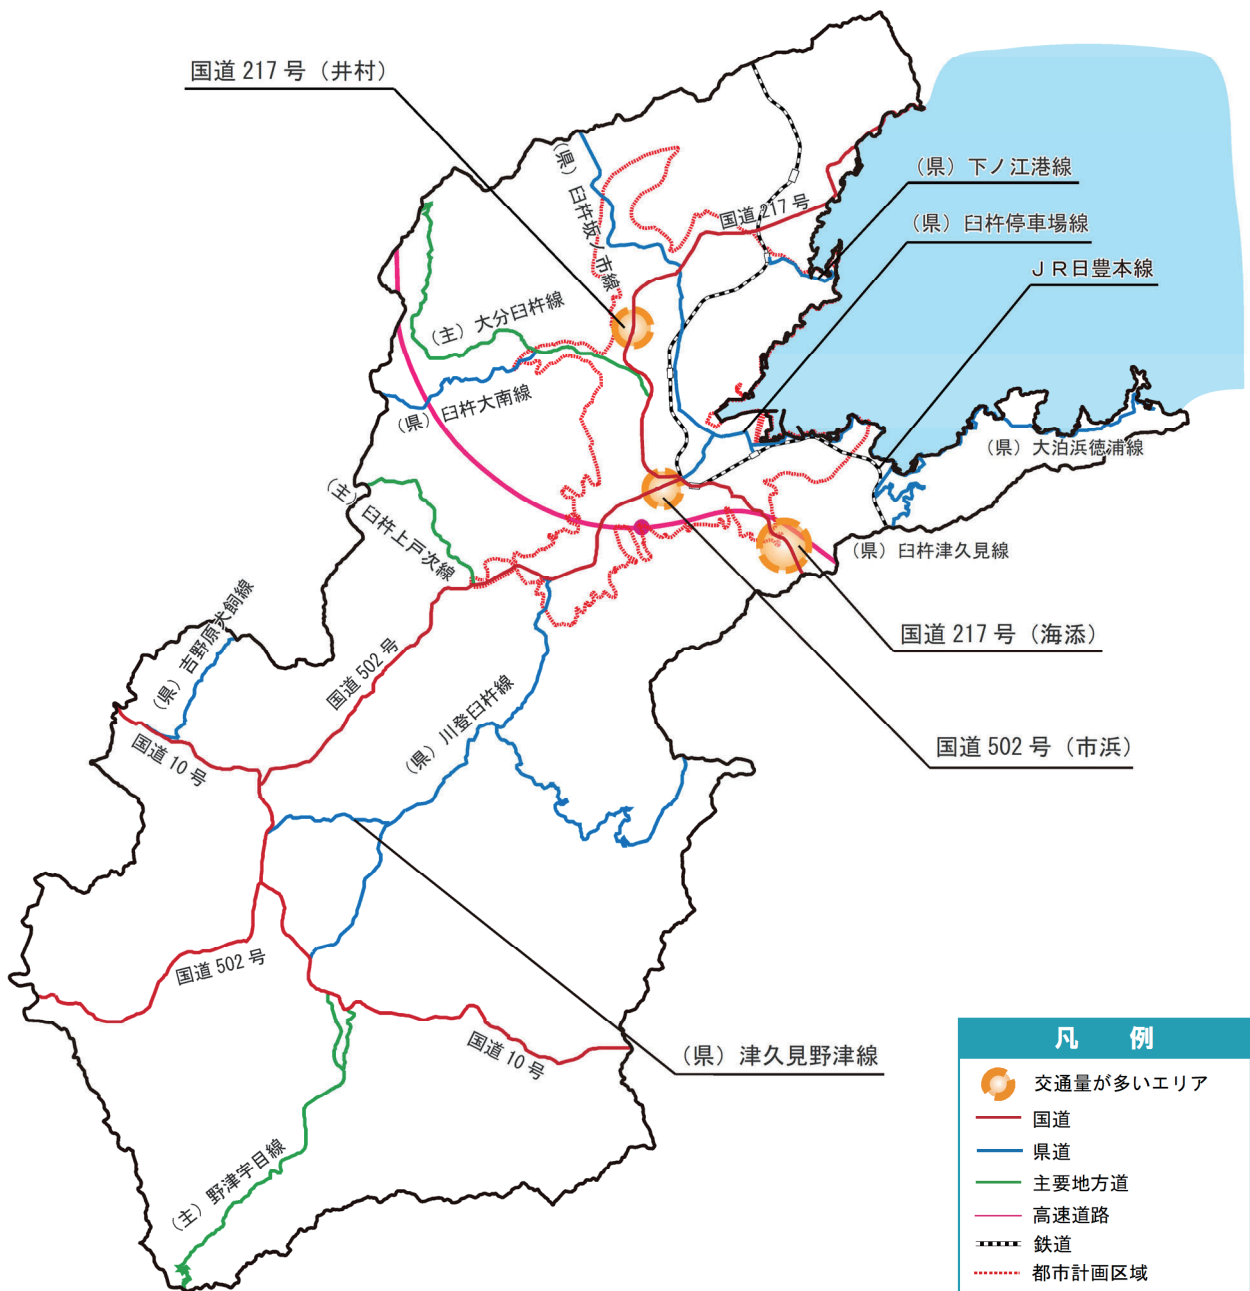 国道 217 号（井村）
（県）臼杵坂ノ市線
国道 217 号
（県）下ノ江港線
（県）臼杵停車場線
ＪＲ日豊本線
（主）大分臼杵線
（県）臼杵大南線
（県）大泊浜徳浦線
（主）臼杵上戸次線
（県）臼杵津久見線
国道 217 号（海添）
（県）吉野原犬飼線
国道 502 号
（県）川登臼杵線
国道 10 号
国道 502 号（市浜）
国道 502 号
国道 10 号
（県）津久見野津線
（主）野津宇目線
凡 例
交通量が多いエリア
国道
県道
主要地方道
高速道路
鉄道
都市計画区域